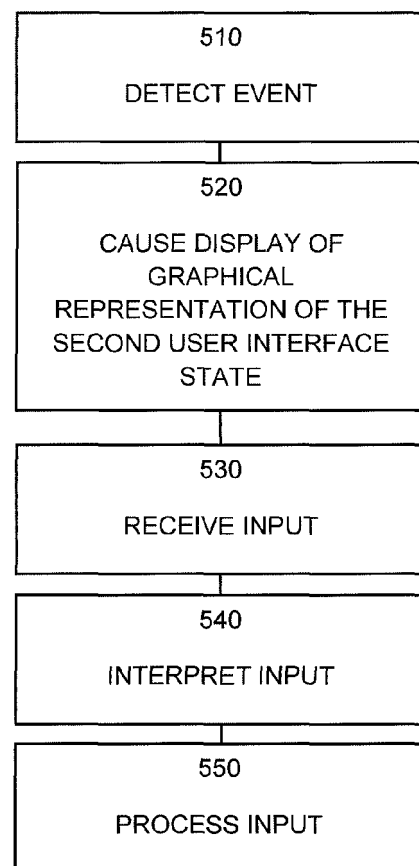 510
DETECT EVENT
520
CAUSE DISPLAY OF
GRAPHICAL
REPRESENTATION OF THE
SECOND USER INTERFACE
STATE
530
RECEIVE INPUT
540
INTERPRET INPUT
550
PROCESS INPUT